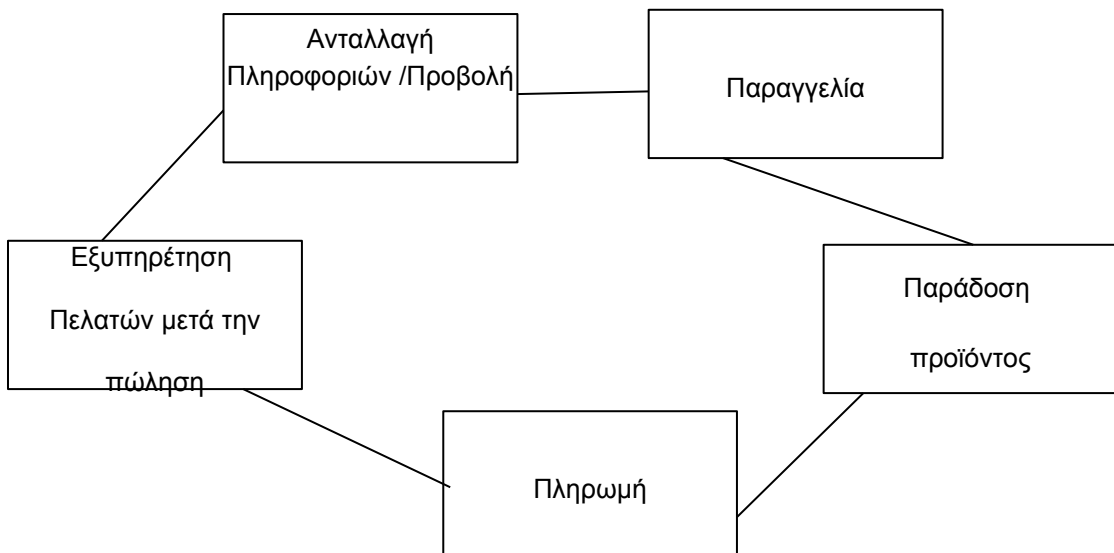 Ανταλλαγή
Πληροφοριών /Προβολή
Παραγγελία
Εξυπηρέτηση
Πελατών μετά την
πώληση
Παράδοση
προϊόντος
Πληρωμή